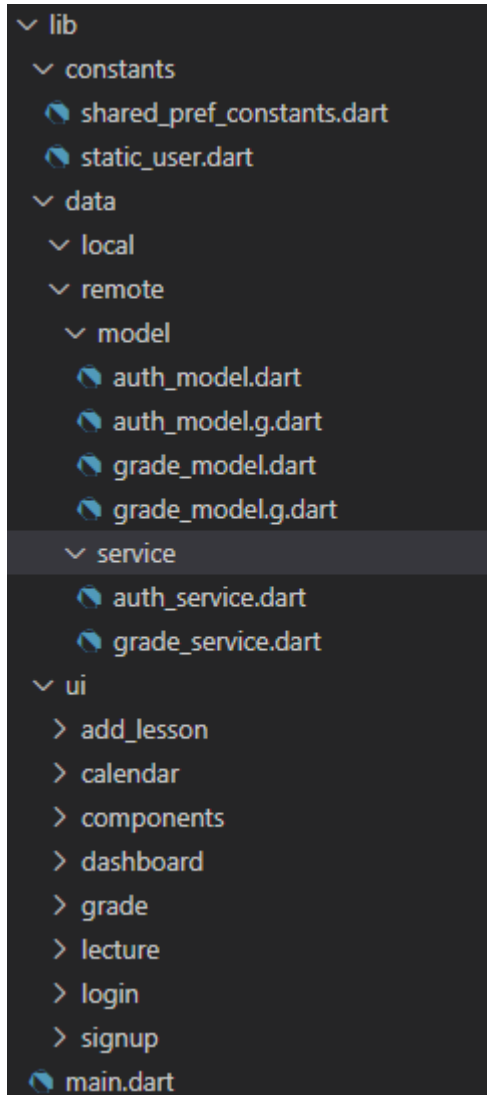 lib
constants
shared_pref_constants.dart
static_user.dart
data
local
remote
model
auth_model.dart
auth_model.g.dart
grade_model.dart
grade_model.g.dart
service
auth_service.dart
grade_service.dart
ui
add_lesson
calendar
components
dashboard
grade
lecture
login
signup
main.dart